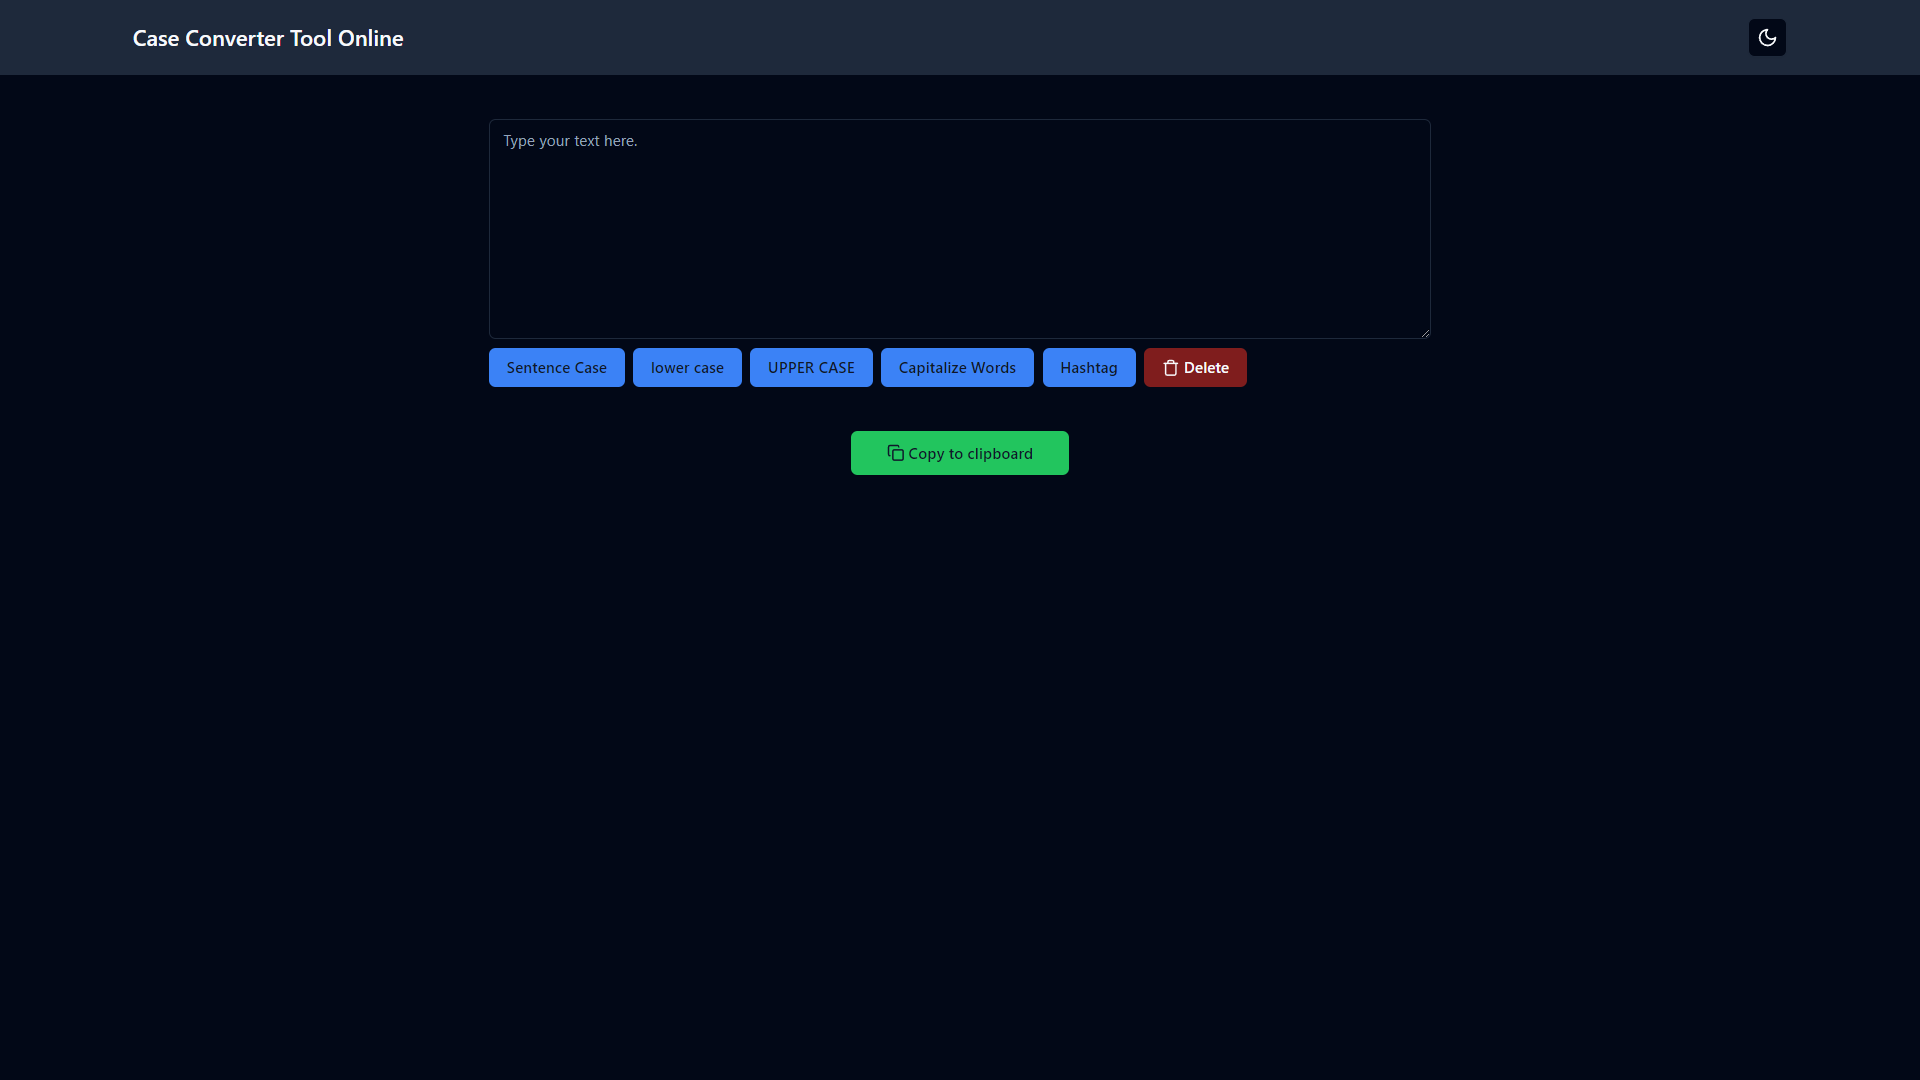 Case Converter Tool Online
Type your text here.
Sentence Case lower case UPPER CASE Capitalize Words Hashtag Delete
Copy to clipboard